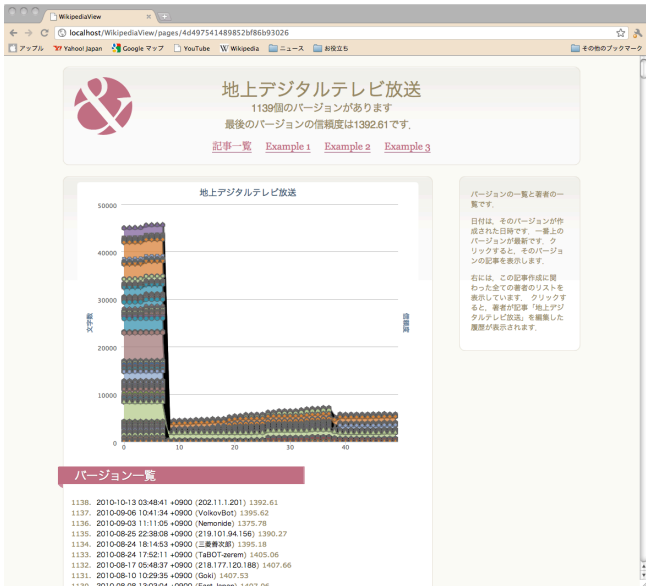 WikipediaView
localhost/WikipediaView/pages/4d497541489852bf86b93026
アップル Yahoo! Japan Google マップ YouTube Wikipedia ニュース お役立ち その他のブックマーク
&
地上デジタルテレビ放送
1139個のバージョンがあります
最後のバージョンの信頼度は1392.61です．
記事一覧 Example 1 Example 2 Example 3
地上デジタルテレビ放送
50000
40000
30000
20000
10000
0
文字数
信頼度
0 10 20 30 40
バージョンの一覧と著者の一
覧です．
日付は、そのバージョンが作
成された日時です．一番上の
バージョンが最新です．ク
リックすると，そのバージョ
ンの記事を表示します．
右には，この記事作成に関
わった全ての著者のリストを
表示しています． クリックす
ると，著者が記事「地上デジ
タルテレビ放送」を編集した
履歴が表示されます．
バージョン一覧
1138. 2010-10-13 03:48:41 +0900 (202.11.1.201) 1392.61
1137. 2010-09-06 10:41:34 +0900 (VolkovBot) 1395.62
1136. 2010-09-03 11:11:05 +0900 (Nemonide) 1375.78
1135. 2010-08-25 22:38:08 +0900 (219.101.94.156) 1390.27
1134. 2010-08-24 18:14:53 +0900 (三菱善次郎) 1395.18
1133. 2010-08-24 17:52:11 +0900 (TaBOT-zerem) 1405.06
1132. 2010-08-17 05:48:37 +0900 (218.177.120.188) 1407.66
1131. 2010-08-10 10:29:35 +0900 (Goki) 1407.53